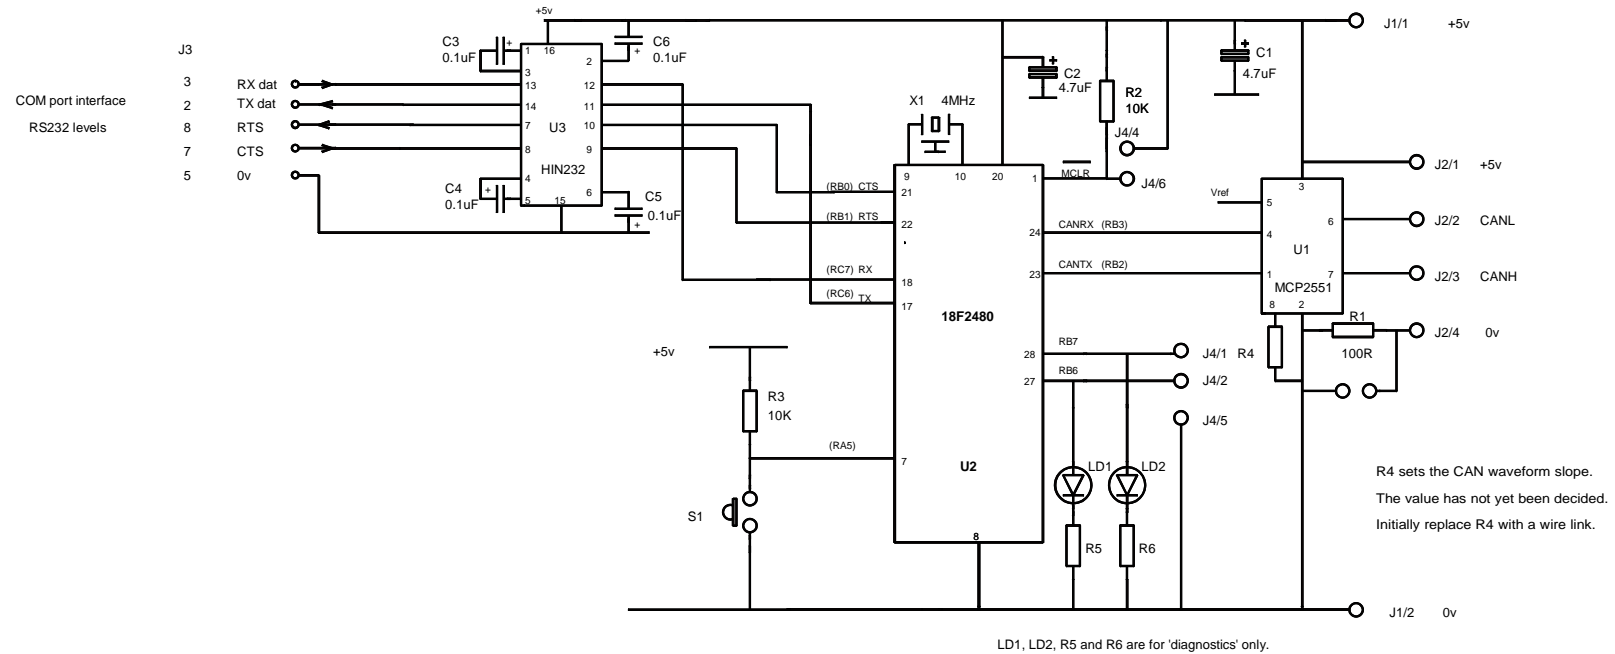 +5v
J1/1 +5v
J3
C3
0.1uF
+
1
16
3
2
C6
0.1uF
+
C2
4.7uF
+
C1
4.7uF
+
R2
10K
X1 4MHz
COM port interface
RS232 levels
3 RX dat
2 TX dat
8 RTS
7 CTS
5 0v
13
14
7
8
4
5
15
U3
HIN232
12
11
10
9
6
C4
0.1uF
+
C5
0.1uF
+
J4/4
MCLR
J4/6
J2/1 +5v
9
10
20
1
(RB0) CTS
21
(RB1) RTS
22
(RC7) RX
18
(RC6) TX
17
18F2480
24
CANRX (RB3)
23
CANTX (RB2)
Vref
3
5
4
1
6
7
8
2
U1
MCP2551
J2/2 CANL
J2/3 CANH
R1
100R
J2/4 0v
R4
+5v
R3
10K
(RA5)
7
U2
8
S1
28
RB7
J4/1
27
RB6
J4/2
J4/5
LD1
LD2
R5
R6
R4 sets the CAN waveform slope.
The value has not yet been decided.
Initially replace R4 with a wire link.
J1/2 0v
LD1, LD2, R5 and R6 are for 'diagnostics' only.